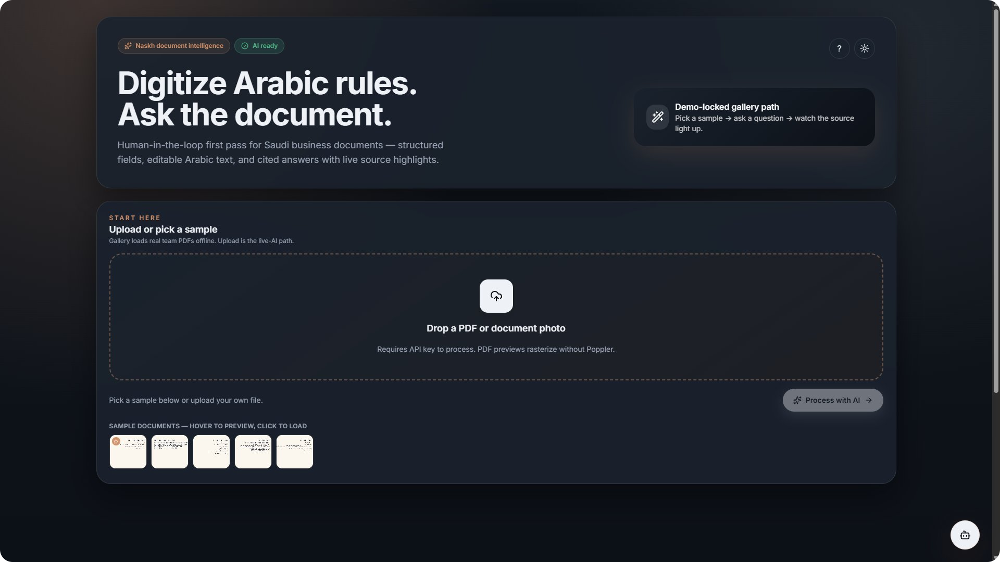 Naskh document intelligence
AI ready
?
Digitize Arabic rules.
Ask the document.
Human-in-the-loop first pass for Saudi business documents — structured
fields, editable Arabic text, and cited answers with live source highlights.
Demo-locked gallery path
Pick a sample → ask a question → watch the source
light up.
START HERE
Upload or pick a sample
Gallery loads real team PDFs offline. Upload is the live-AI path.
Drop a PDF or document photo
Requires API key to process. PDF previews rasterize without Poppler.
Pick a sample below or upload your own file.
Process with AI →
SAMPLE DOCUMENTS — HOVER TO PREVIEW, CLICK TO LOAD